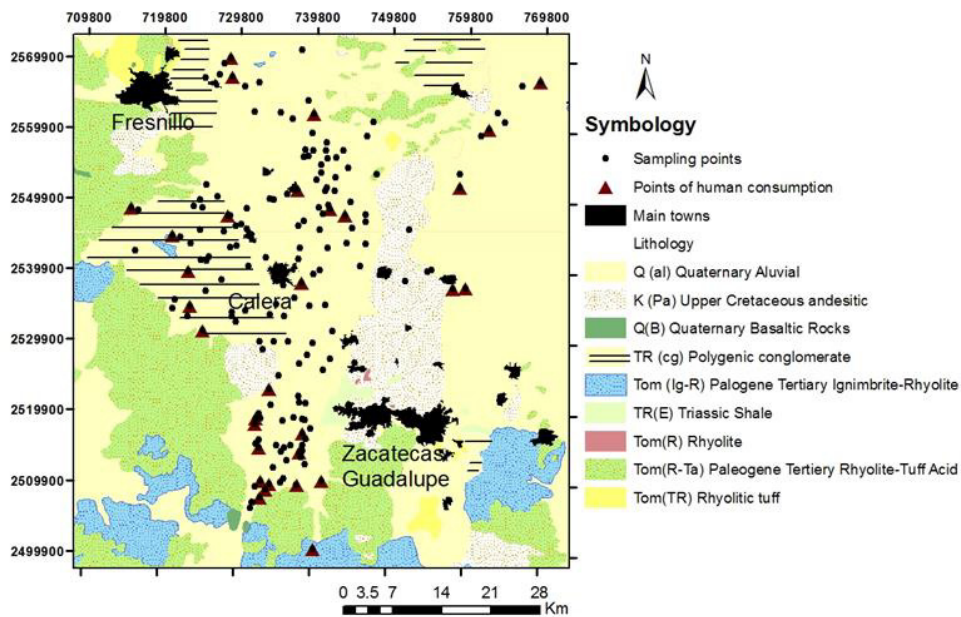 709800 719800 729800 739800 749800 759800 769800
2569900
2559900
2549900
2539900
2529900
2519900
2509900
2499900
Fresnillo
Calera
Zacatecas
Guadalupe
N
Symbology
Sampling points
Points of human consumption
Main towns
Lithology
Q (al) Quaternary Aluvial
K (Pa) Upper Cretaceous andesitic
Q(B) Quaternary Basaltic Rocks
TR (cg) Polygenic conglomerate
Tom (Ig-R) Palogene Tertiary Ignimbrite-Rhyolite
TR(E) Triassic Shale
Tom(R) Rhyolite
Tom(R-Ta) Paleogene Tertiery Rhyolite-Tuff Acid
Tom(TR) Rhyolitic tuff
0 3.5 7 14 21 28
Km